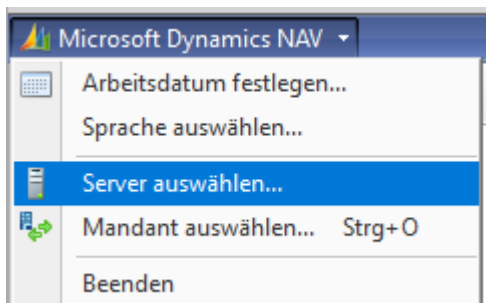 Microsoft Dynamics NAV
Arbeitsdatum festlegen...
Sprache auswählen...
Server auswählen...
Mandant auswählen... Strg+O
Beenden